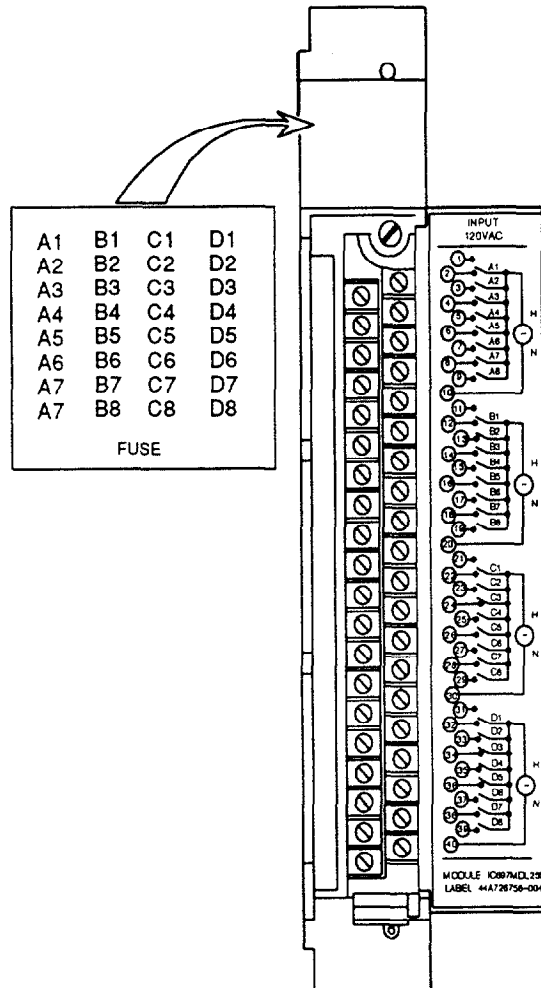 A1 B1 C1 D1
A2 B2 C2 D2
A3 B3 C3 D3
A4 B4 C4 D4
A5 B5 C5 D5
A6 B6 C6 D6
A7 B7 C7 D7
A7 B8 C8 D8
FUSE
INPUT
120VAC
1
2 A1
3 A2
4 A3 H
5 A4
6 A5
7 A6
8 A7 N
9 A8
10
11
12 B1
13 B2
14 B3 H
15 B4
16 B5
17 B6 N
18 B7
19 B8
20
21
22 C1
23 C2
24 C3 H
25 C4
26 C5
27 C6 N
28 C7
29 C8
30
31
32 D1
33 D2
34 D3
35 D4 H
36 D5
37 D6
38 D7 N
39 D8
40
MODULE
LABEL